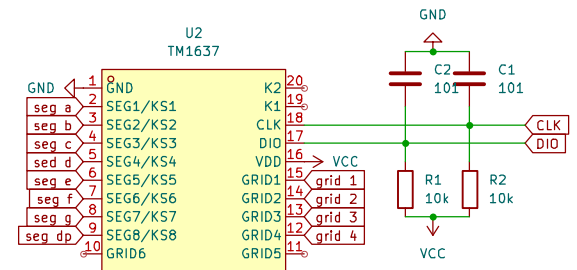 GND
U2
TM1637
C2
101
C1
101
GND
1 GND K2 20
seg a 2 SEG1/KS1 K1 19
seg b 3 SEG2/KS2 CLK 18 CLK
seg c 4 SEG3/KS3 DIO 17 DIO
sed d 5 SEG4/KS4 VDD 16 VCC
seg e 6 SEG5/KS5 GRID1 15 grid 1
seg f 7 SEG6/KS6 GRID2 14 grid 2
seg g 8 SEG7/KS7 GRID3 13 grid 3
seg dp 9 SEG8/KS8 GRID4 12 grid 4
10 GRID6 GRID5 11
R1
10k
R2
10k
VCC